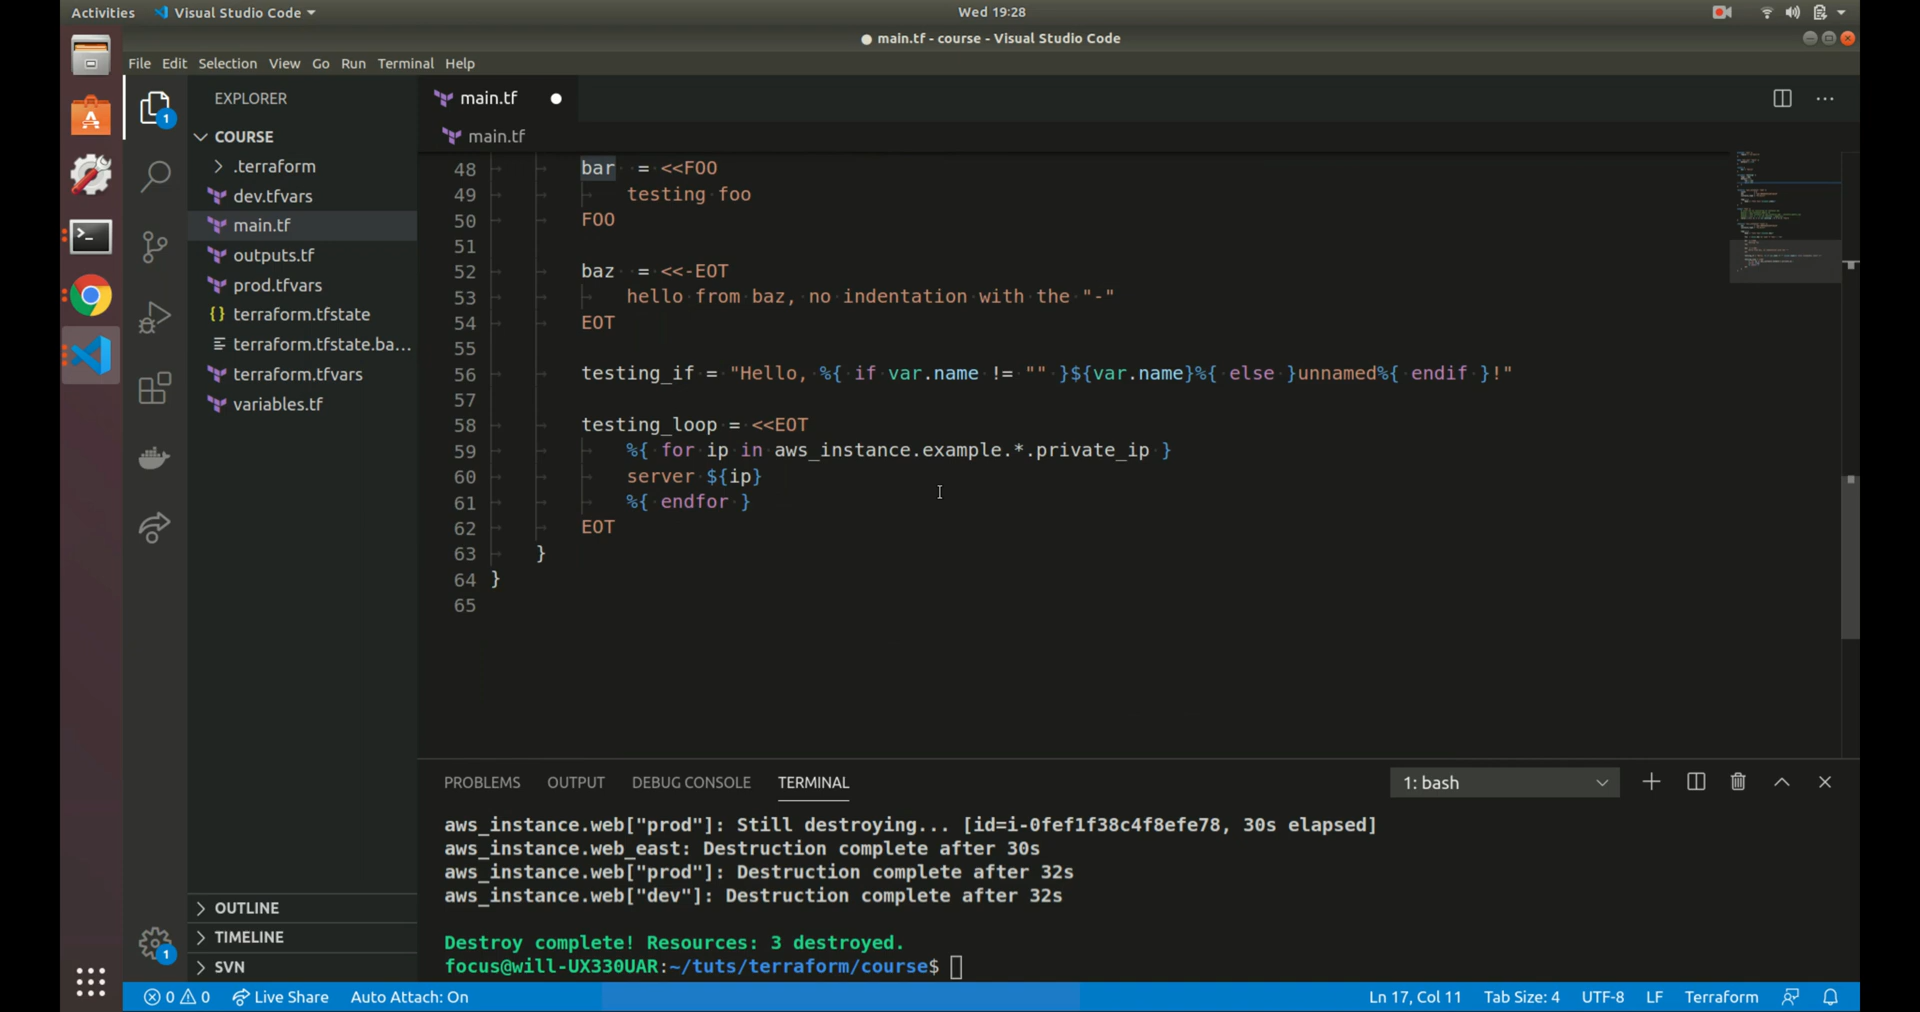 Activities Visual Studio Code Wed 19:28
main.tf - course - Visual Studio Code
File Edit Selection View Go Run Terminal Help
EXPLORER
COURSE
.terraform
dev.tfvars
main.tf
outputs.tf
prod.tfvars
{} terraform.tfstate
terraform.tfstate.ba...
terraform.tfvars
variables.tf
OUTLINE
TIMELINE
SVN
1
1
main.tf
main.tf
48 bar = <<FOO
49 testing foo
50 FOO
51
52 baz = <<-EOT
53 hello from baz, no indentation with the "-"
54 EOT
55
56 testing_if = "Hello, %{ if var.name != "" }${var.name}%{ else }unnamed%{ endif }!"
57
58 testing_loop = <<EOT
59 %{ for ip in aws_instance.example.*.private_ip }
60 server ${ip}
61 %{ endfor }
62 EOT
63 }
64 }
65
PROBLEMS OUTPUT DEBUG CONSOLE TERMINAL 1: bash
aws_instance.web["prod"]: Still destroying... [id=i-0fef1f38c4f8efe78, 30s elapsed]
aws_instance.web_east: Destruction complete after 30s
aws_instance.web["prod"]: Destruction complete after 32s
aws_instance.web["dev"]: Destruction complete after 32s
Destroy complete! Resources: 3 destroyed.
focus@will-UX330UAR:~/tuts/terraform/course$
0 0 Live Share Auto Attach: On Ln 17, Col 11 Tab Size: 4 UTF-8 LF Terraform